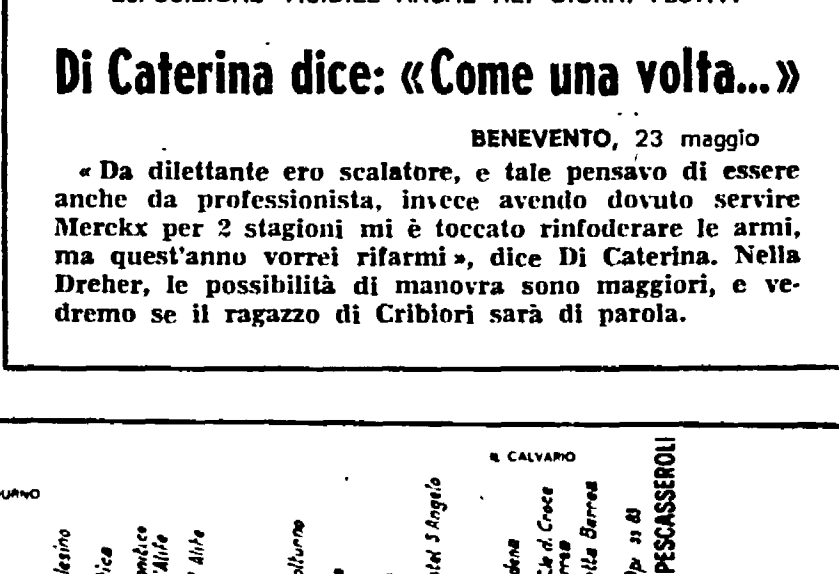 Di Caterina dice: «Come una volta...»
BENEVENTO, 23 maggio
« Da dilettante ero scalatore, e tale pensavo di essere
anche da professionista, invece avendo dovuto servire
Merckx per 2 stagioni mi è toccato rinfoderare le armi,
ma quest'anno vorrei rifarmi », dice Di Caterina. Nella
Dreher, le possibilità di manovra sono maggiori, e ve-
dremo se il ragazzo di Cribiori sarà di parola.
IL CALVARIO
S Angelo
d. Croce
Barrea
PESCASSEROLI